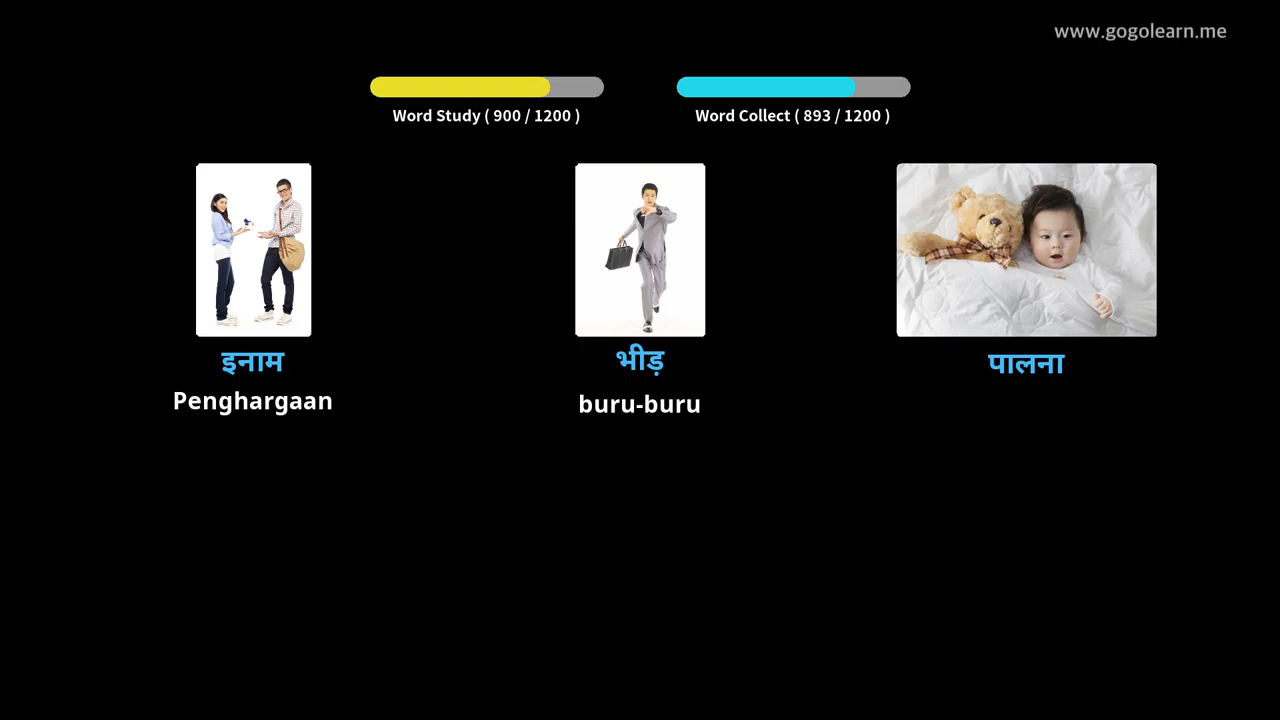 www.gogolearn.me
Word Study ( 900 / 1200 )
Word Collect ( 893 / 1200 )
इनाम
भीड़
पालना
Penghargaan
buru-buru